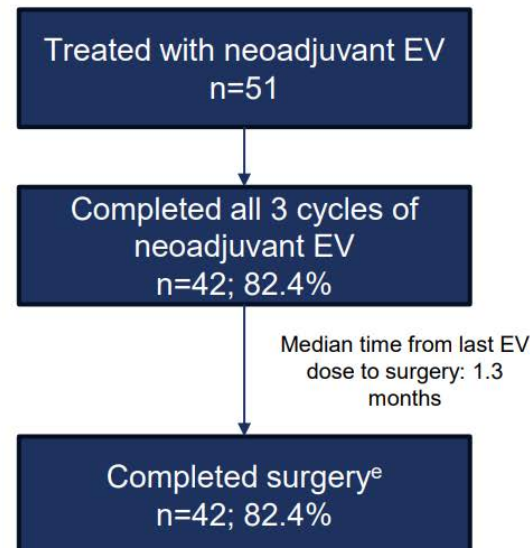 Treated with neoadjuvant EV
n=51
Completed all 3 cycles of
neoadjuvant EV
n=42; 82.4%
Median time from last EV
dose to surgery: 1.3
months
Completed surgeryᵉ
n=42; 82.4%